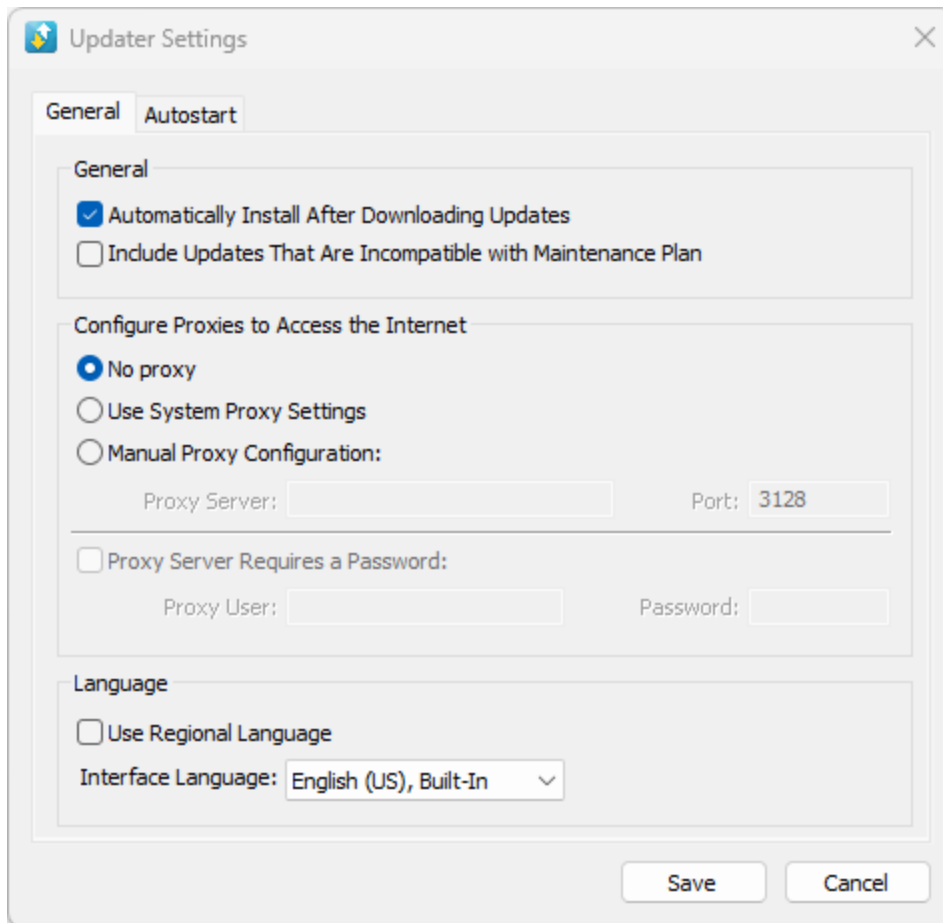 Updater Settings
General Autostart
General
Automatically Install After Downloading Updates
Include Updates That Are Incompatible with Maintenance Plan
Configure Proxies to Access the Internet
No proxy
Use System Proxy Settings
Manual Proxy Configuration:
Proxy Server: Port: 3128
Proxy Server Requires a Password:
Proxy User: Password:
Language
Use Regional Language
Interface Language: English (US), Built-In
Save Cancel